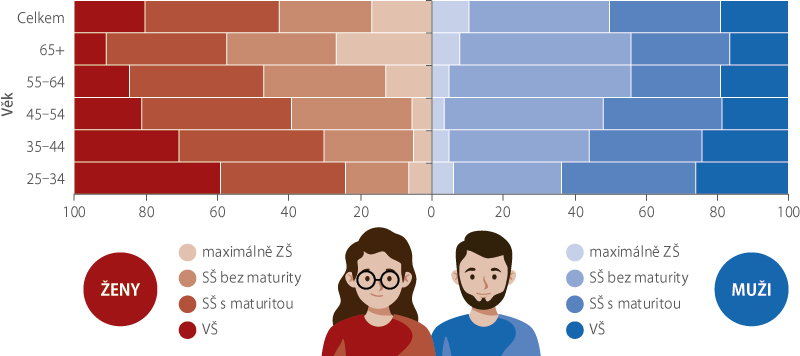 Celkem
65+
55–64
45–54
35–44
25–34
Věk
100 80 60 40 20 0 20 40 60 80 100
ŽENY
maximálně ZŠ
SŠ bez maturity
SŠ s maturitou
VŠ
maximálně ZŠ
SŠ bez maturity
SŠ s maturitou
VŠ
MUŽI